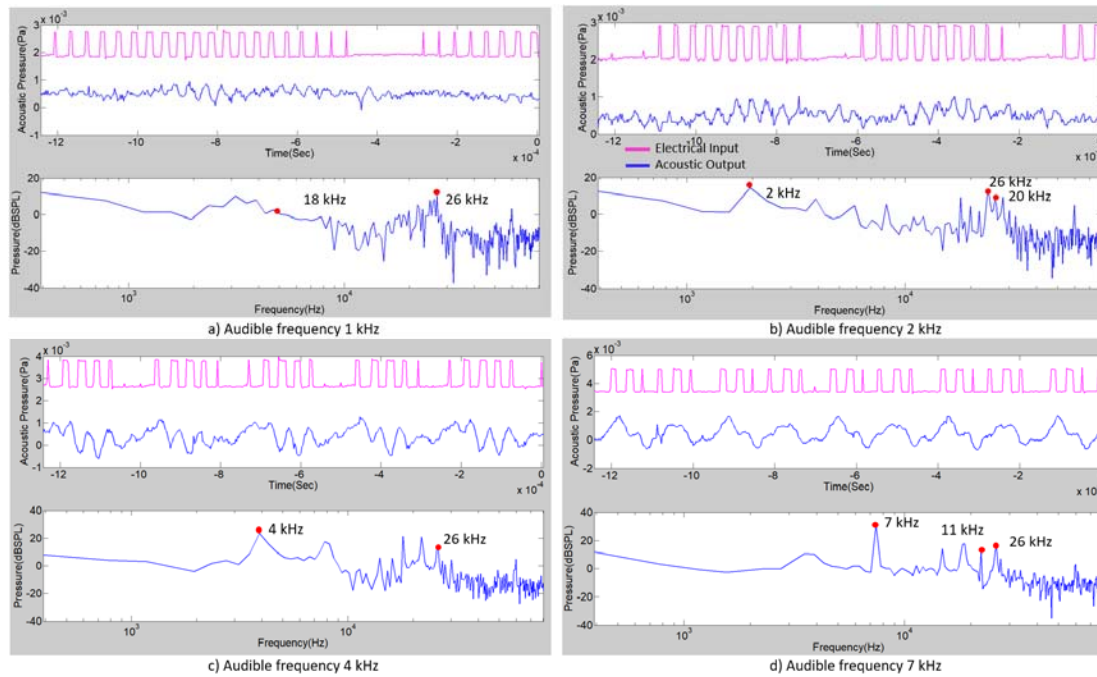 x 10⁻³
Acoustic Pressure(Pa)
3
2
1
0
-1
-12
-10
-8
-6
-4
-2
0
Time(Sec)
x 10⁻⁴
Pressure(dBSPL)
20
0
-20
-40
18 kHz
26 kHz
10³
10⁴
Frequency(Hz)
a) Audible frequency 1 kHz
x 10⁻³
Acoustic Pressure(Pa)
6
4
2
0
-12
-10
-8
-6
-4
-2
Time(Sec)
Electrical Input
Acoustic Output
Pressure(dBSPL)
20
0
-20
-40
2 kHz
26 kHz
20 kHz
10³
10⁴
Frequency(Hz)
b) Audible frequency 2 kHz
x 10⁻³
Acoustic Pressure(Pa)
4
3
2
1
0
-1
-12
-10
-8
-6
-4
-2
0
Time(Sec)
x 10⁻⁴
Pressure(dBSPL)
40
20
0
-20
-40
4 kHz
26 kHz
10³
10⁴
Frequency(Hz)
c) Audible frequency 4 kHz
x 10⁻³
Acoustic Pressure(Pa)
6
4
2
0
-2
-12
-10
-8
-6
-4
-2
Time(Sec)
Pressure(dBSPL)
40
20
0
-20
-40
7 kHz
11 kHz
26 kHz
10³
10⁴
Frequency(Hz)
d) Audible frequency 7 kHz